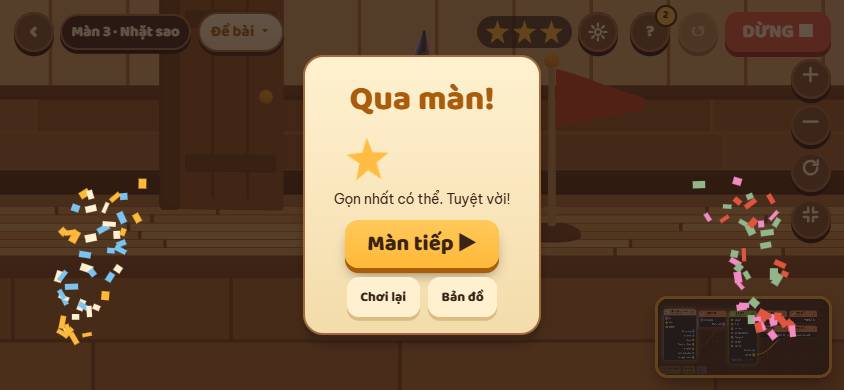 Màn 3 • Nhặt sao
Đề bài
2
?
DỪNG
Qua màn!
Gọn nhất có thể. Tuyệt vời!
Màn tiếp
Chơi lại
Bản đồ